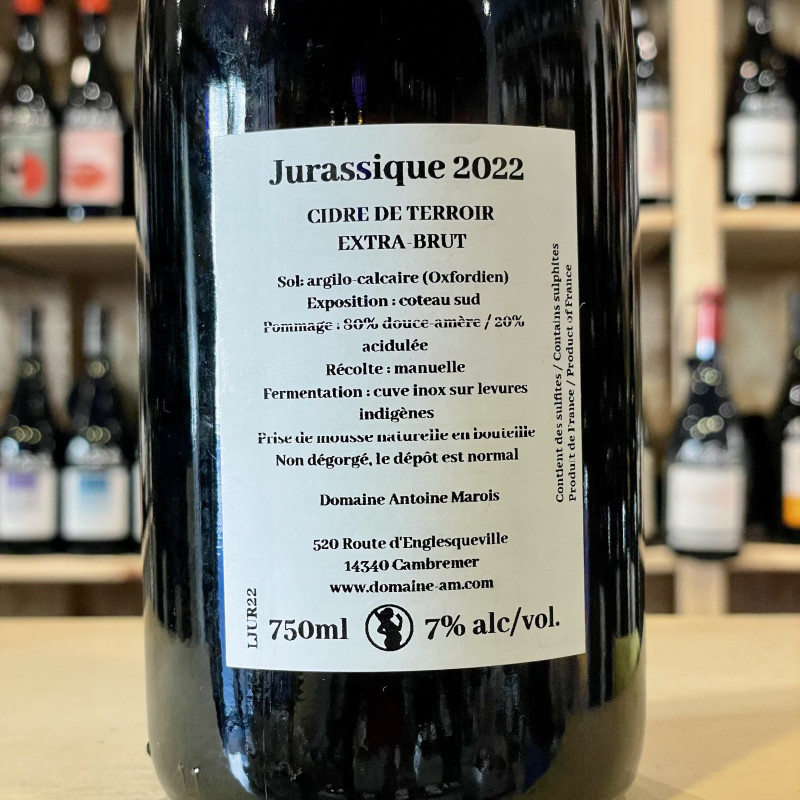 Jurassique 2022
CIDRE DE TERROIR
EXTRA-BRUT
Sol: argilo-calcaire (Oxfordien)
Exposition : coteau sud
Pommage : 80% douce-amère / 20%
acidulée
Récolte : manuelle
Fermentation : cuve inox sur levures
indigènes
Prise de mousse naturelle en bouteille
Non dégorgé, le dépôt est normal
Domaine Antoine Marois
520 Route d'Englesqueville
14340 Cambremer
www.domaine-am.com
LJUR22
750ml 7% alc/vol.
Contient des sulfites / Contains sulphites
Produit de France / Product of France